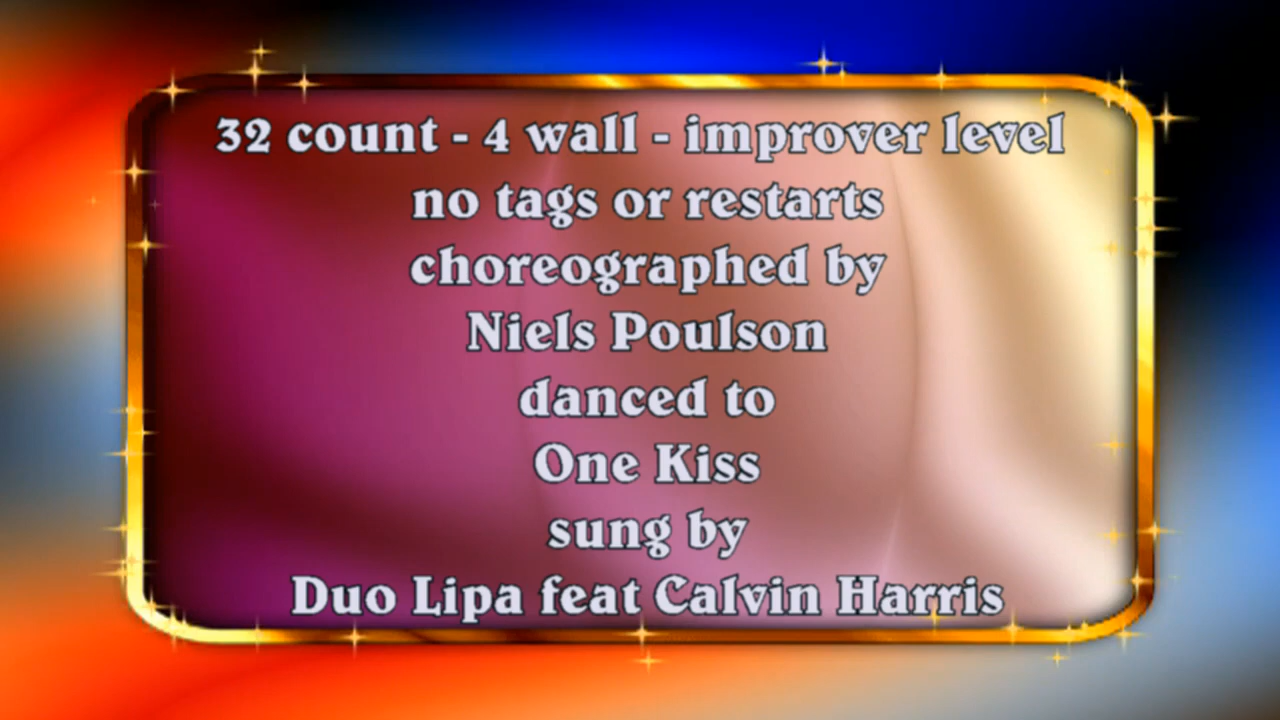 32 count - 4 wall - improver level
no tags or restarts
choreographed by
Niels Poulson
danced to
One Kiss
sung by
Duo Lipa feat Calvin Harris